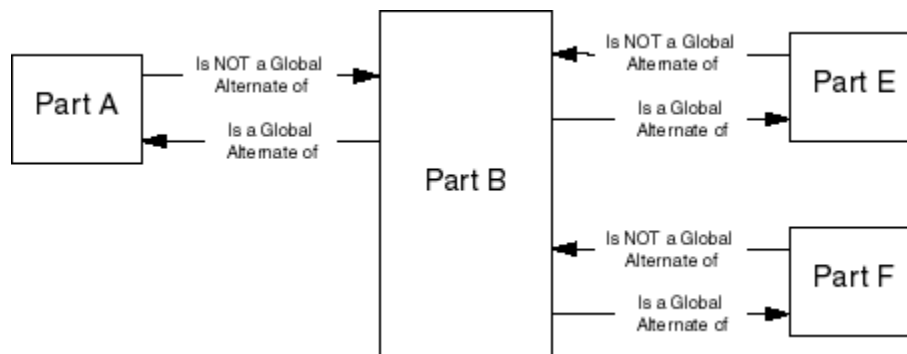 Is NOT a Global
Alternate of
Part A
Is a Global
Alternate of
Part B
Is NOT a Global
Alternate of
Part E
Is a Global
Alternate of
Is NOT a Global
Alternate of
Part F
Is a Global
Alternate of